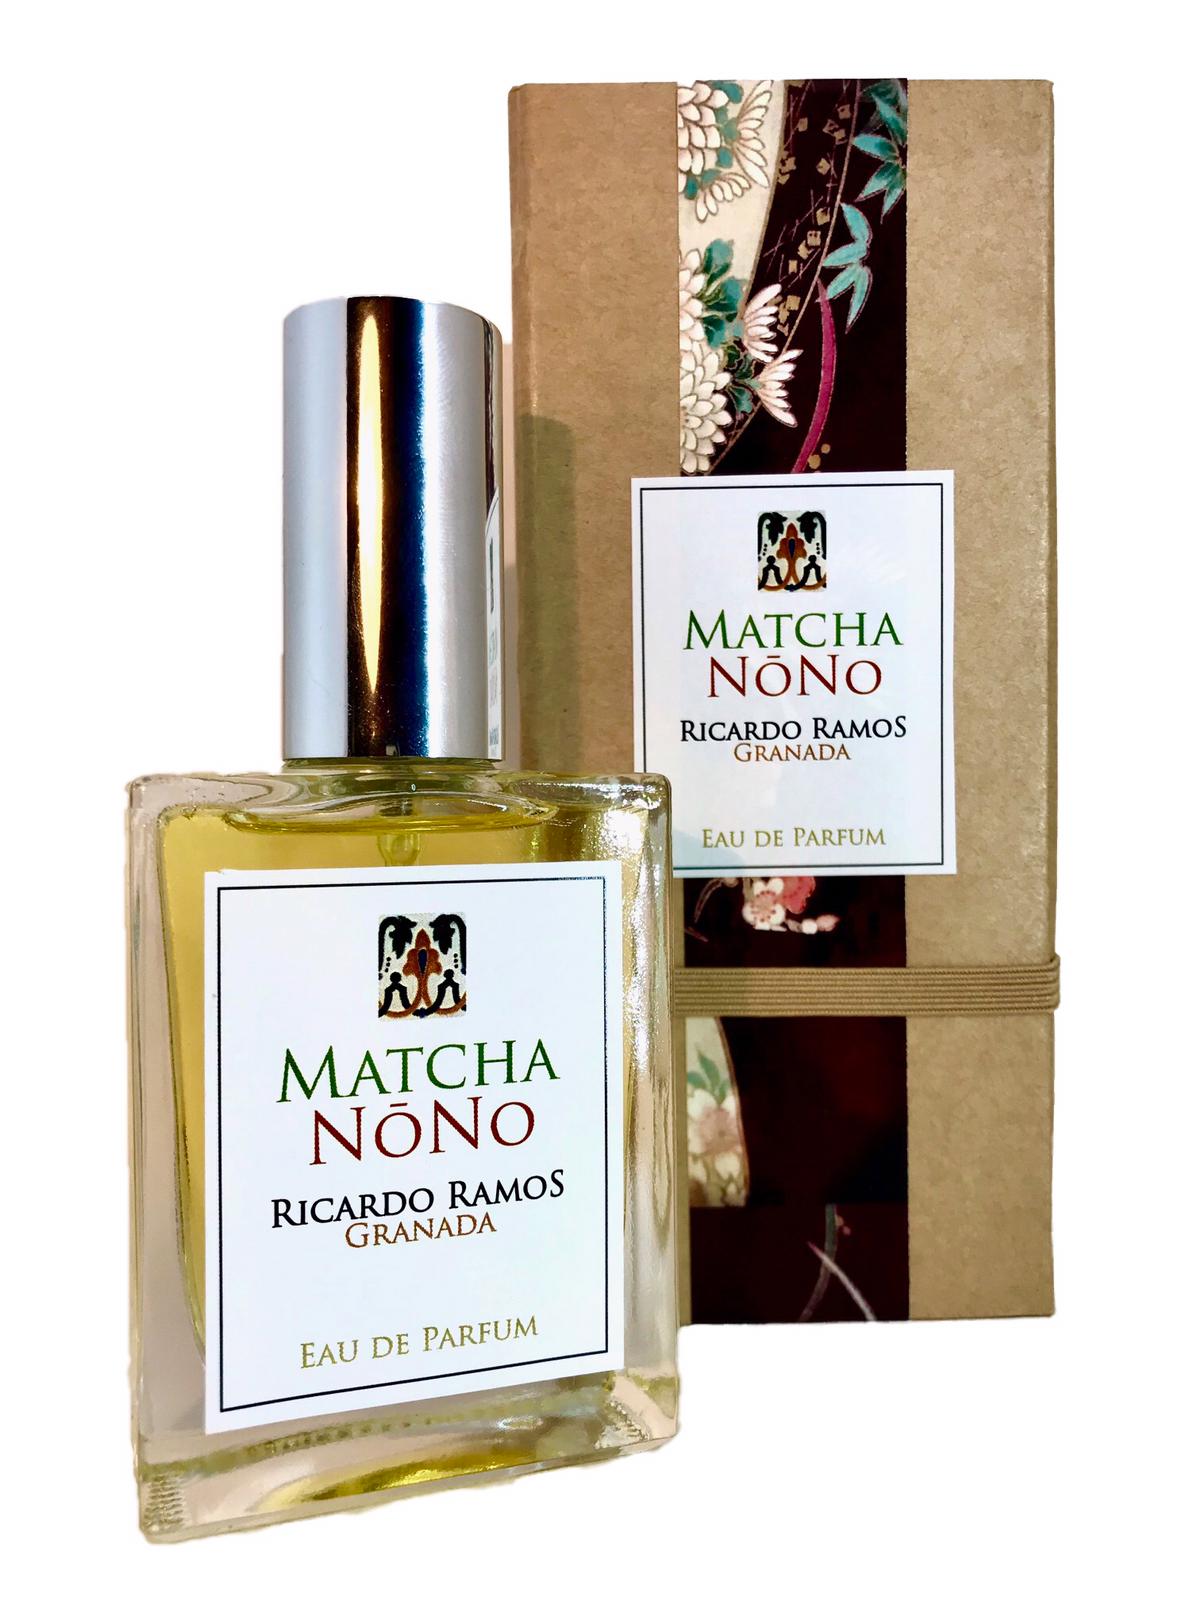 MATCHA
NōNo
RICARDO RAMOS
GRANADA
EAU DE PARFUM
MATCHA
NōNo
RICARDO RAMOS
GRANADA
EAU DE PARFUM